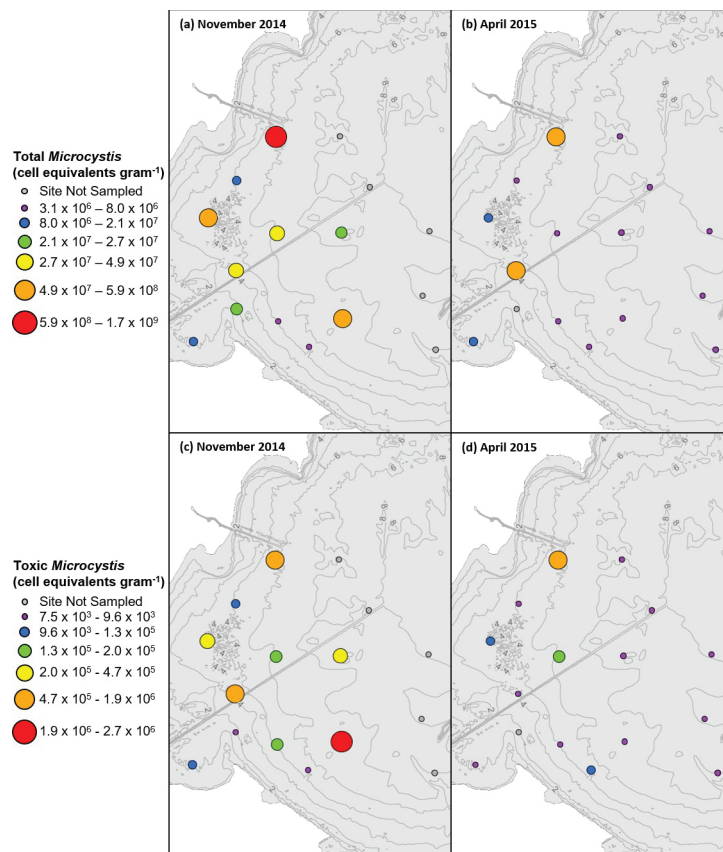 (a) November 2014
(b) April 2015
Total Microcystis
(cell equivalents gram⁻¹)
Site Not Sampled
3.1 x 10⁶ – 8.0 x 10⁶
8.0 x 10⁶ – 2.1 x 10⁷
2.1 x 10⁷ – 2.7 x 10⁷
2.7 x 10⁷ – 4.9 x 10⁷
4.9 x 10⁷ – 5.9 x 10⁸
5.9 x 10⁸ – 1.7 x 10⁹
(c) November 2014
(d) April 2015
Toxic Microcystis
(cell equivalents gram⁻¹)
Site Not Sampled
7.5 x 10³ - 9.6 x 10³
9.6 x 10³ - 1.3 x 10⁵
1.3 x 10⁵ - 2.0 x 10⁵
2.0 x 10⁵ - 4.7 x 10⁵
4.7 x 10⁵ - 1.9 x 10⁶
1.9 x 10⁶ - 2.7 x 10⁶